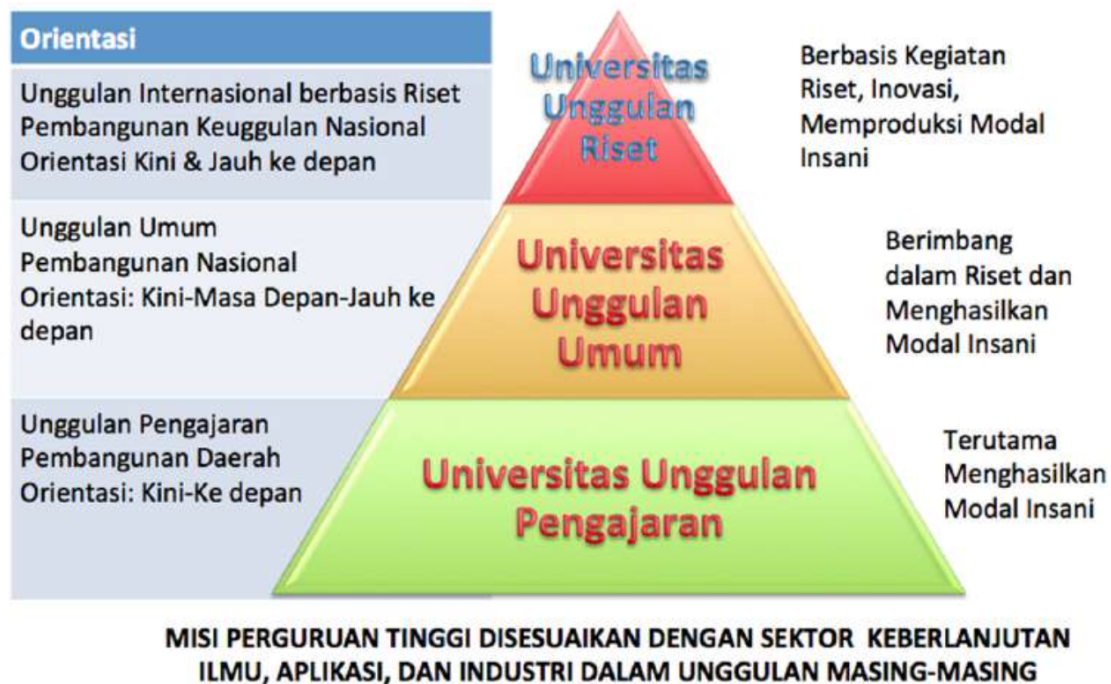 Orientasi
Unggulan Internasional berbasis Riset
Pembangunan Keuggulan Nasional
Orientasi Kini & Jauh ke depan
Universitas
Unggulan
Riset
Berbasis Kegiatan
Riset, Inovasi,
Memproduksi Modal
Insani
Unggulan Umum
Pembangunan Nasional
Orientasi: Kini-Masa Depan-Jauh ke
depan
Universitas
Unggulan
Umum
Berimbang
dalam Riset dan
Menghasilkan
Modal Insani
Unggulan Pengajaran
Pembangunan Daerah
Orientasi: Kini-Ke depan
Universitas Unggulan
Pengajaran
Terutama
Menghasilkan
Modal Insani
MISI PERGURUAN TINGGI DISESUAIKAN DENGAN SEKTOR KEBERLANJUTAN
ILMU, APLIKASI, DAN INDUSTRI DALAM UNGGULAN MASING-MASING